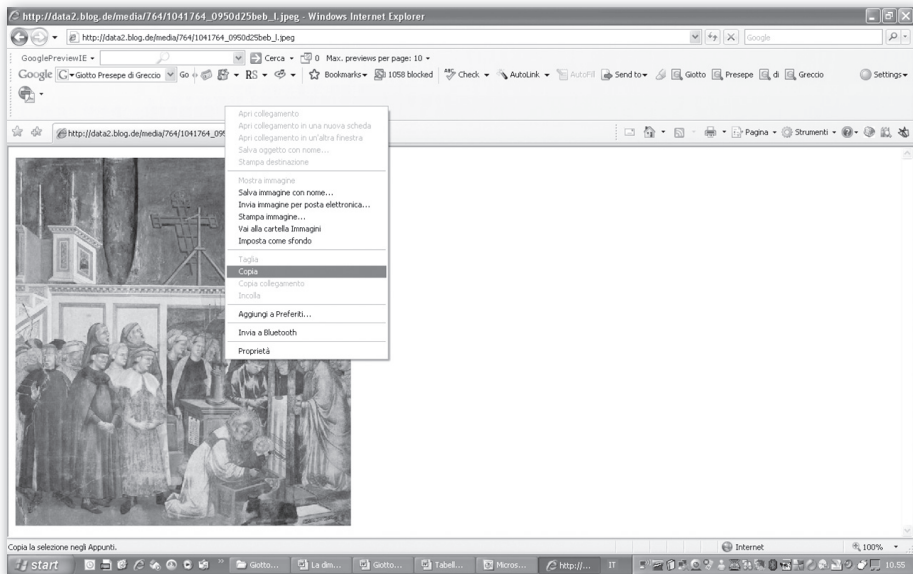 http://data2.blog.de/media/764/1041764_0950d25beb_l.jpeg - Windows Internet Explorer
http://data2.blog.de/media/764/1041764_0950d25beb_l.jpeg Google
GooglePreviewIE Cerca 0 Max. previews per page: 10
Google Giotto Presepe di Greccio Go RS Bookmarks 1058 blocked Check AutoLink AutoFill Send to Giotto Presepe di Greccio Settings
http://data2.blog.de/media/764/1041764_ Pagina Strumenti
Apri collegamento
Apri collegamento in una nuova scheda
Apri collegamento in un'altra finestra
Salva oggetto con nome...
Stampa destinazione
Mostra immagine
Salva immagine con nome...
Invia immagine per posta elettronica...
Stampa immagine...
Vai alla cartella Immagini
Imposta come sfondo
Taglia
Copia
Copia collegamento
Incolla
Aggiungi a Preferiti...
Invia a Bluetooth
Proprietà
Copia la selezione negli Appunti. Internet 100%
start Giotto... La dim... Giotto... Tabell... Micros... http://... IT 10.55